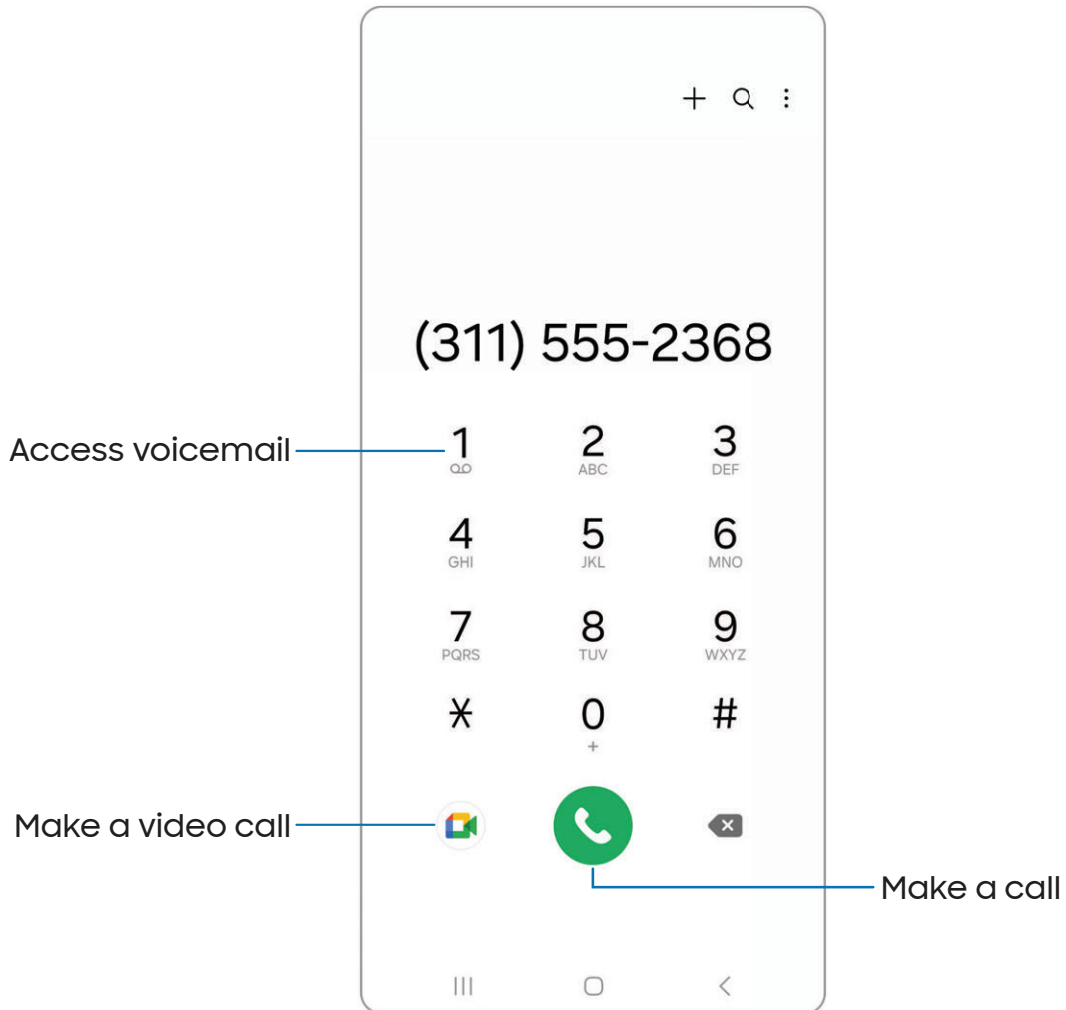 (311) 555-2368
Access voicemail
1 2 3
ABC DEF
4 5 6
GHI JKL MNO
7 8 9
PQRS TUV WXYZ
* 0 #
+
Make a video call
Make a call